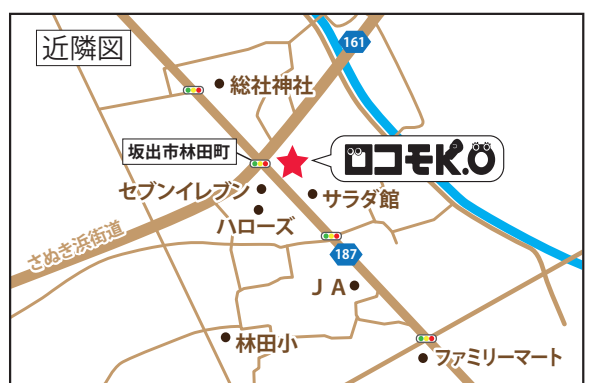 近隣図
161
総社神社
坂出市林田町
ロコモK.O
セブンイレブン
サラダ館
ハローズ
さぬき浜街道
187
JA
林田小
ファミリーマート